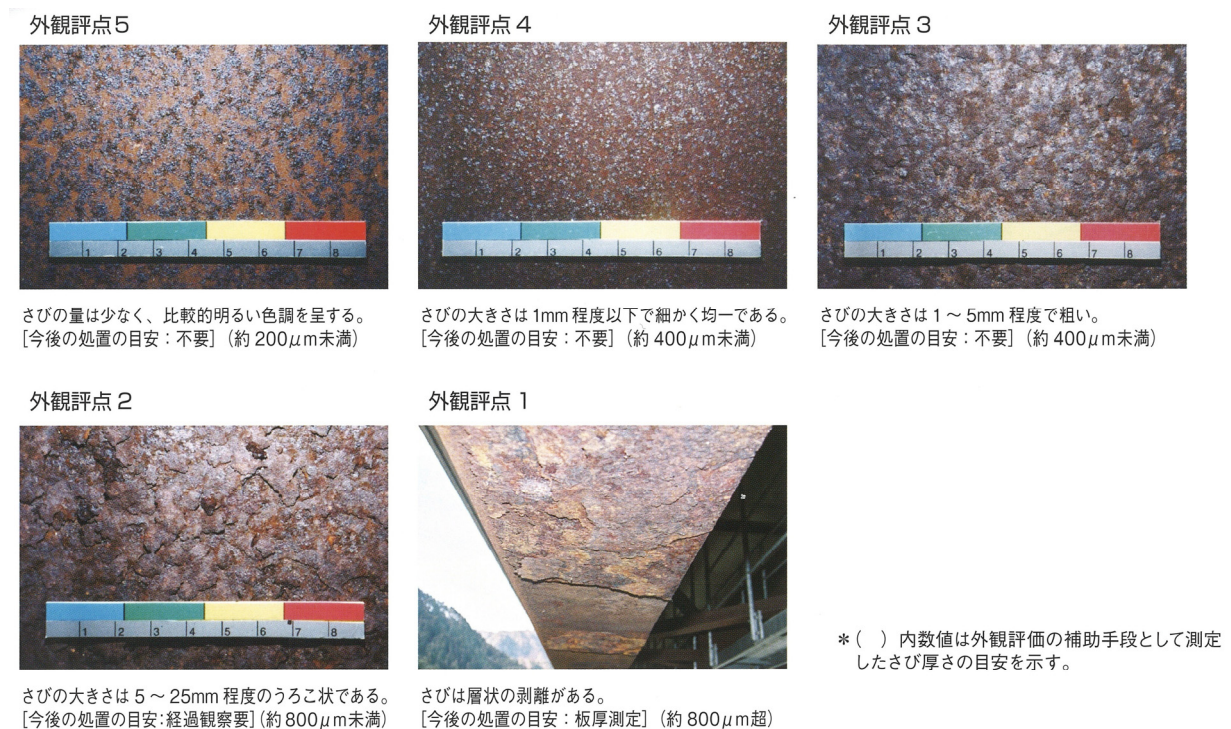 外観評点5
外観評点4
外観評点3
1 2 3 4 5 6 7 8
1 2 3 4 5 6 7 8
1 2 3 4 5 6 7 8
さびの量は少なく、比較的明るい色調を呈する。
[今後の処置の目安：不要]（約200μm未満）
さびの大きさは1mm程度以下で細かく均一である。
[今後の処置の目安：不要]（約400μm未満）
さびの大きさは1～5mm程度で粗い。
[今後の処置の目安：不要]（約400μm未満）
外観評点2
外観評点1
1 2 3 4 5 6 7 8
さびの大きさは5～25mm程度のうろこ状である。
[今後の処置の目安:経過観察要]（約800μm未満）
さびは層状の剥離がある。
[今後の処置の目安：板厚測定]（約800μm超）
＊（　）内数値は外観評価の補助手段として測定
したさび厚さの目安を示す。